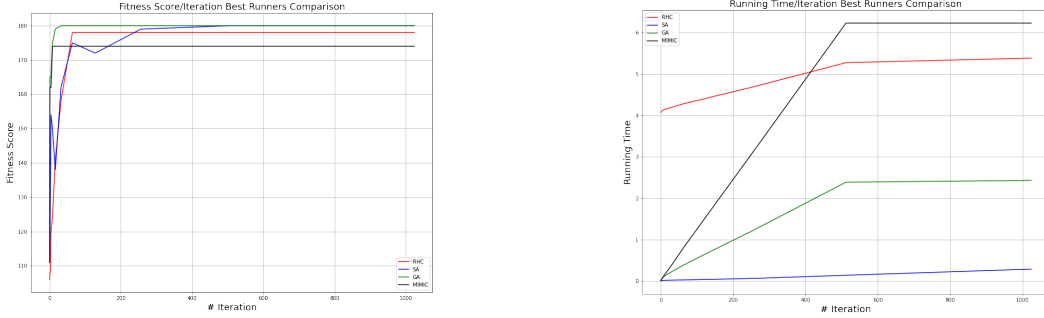 Fitness Score/Iteration Best Runners Comparison
Fitness Score
180
170
160
150
140
130
120
110
0
200
400
600
800
1000
# Iteration
RHC
SA
GA
MIMIC
Running Time/Iteration Best Runners Comparison
Running Time
6
5
4
3
2
1
0
0
200
400
600
800
1000
# Iteration
RHC
SA
GA
MIMIC